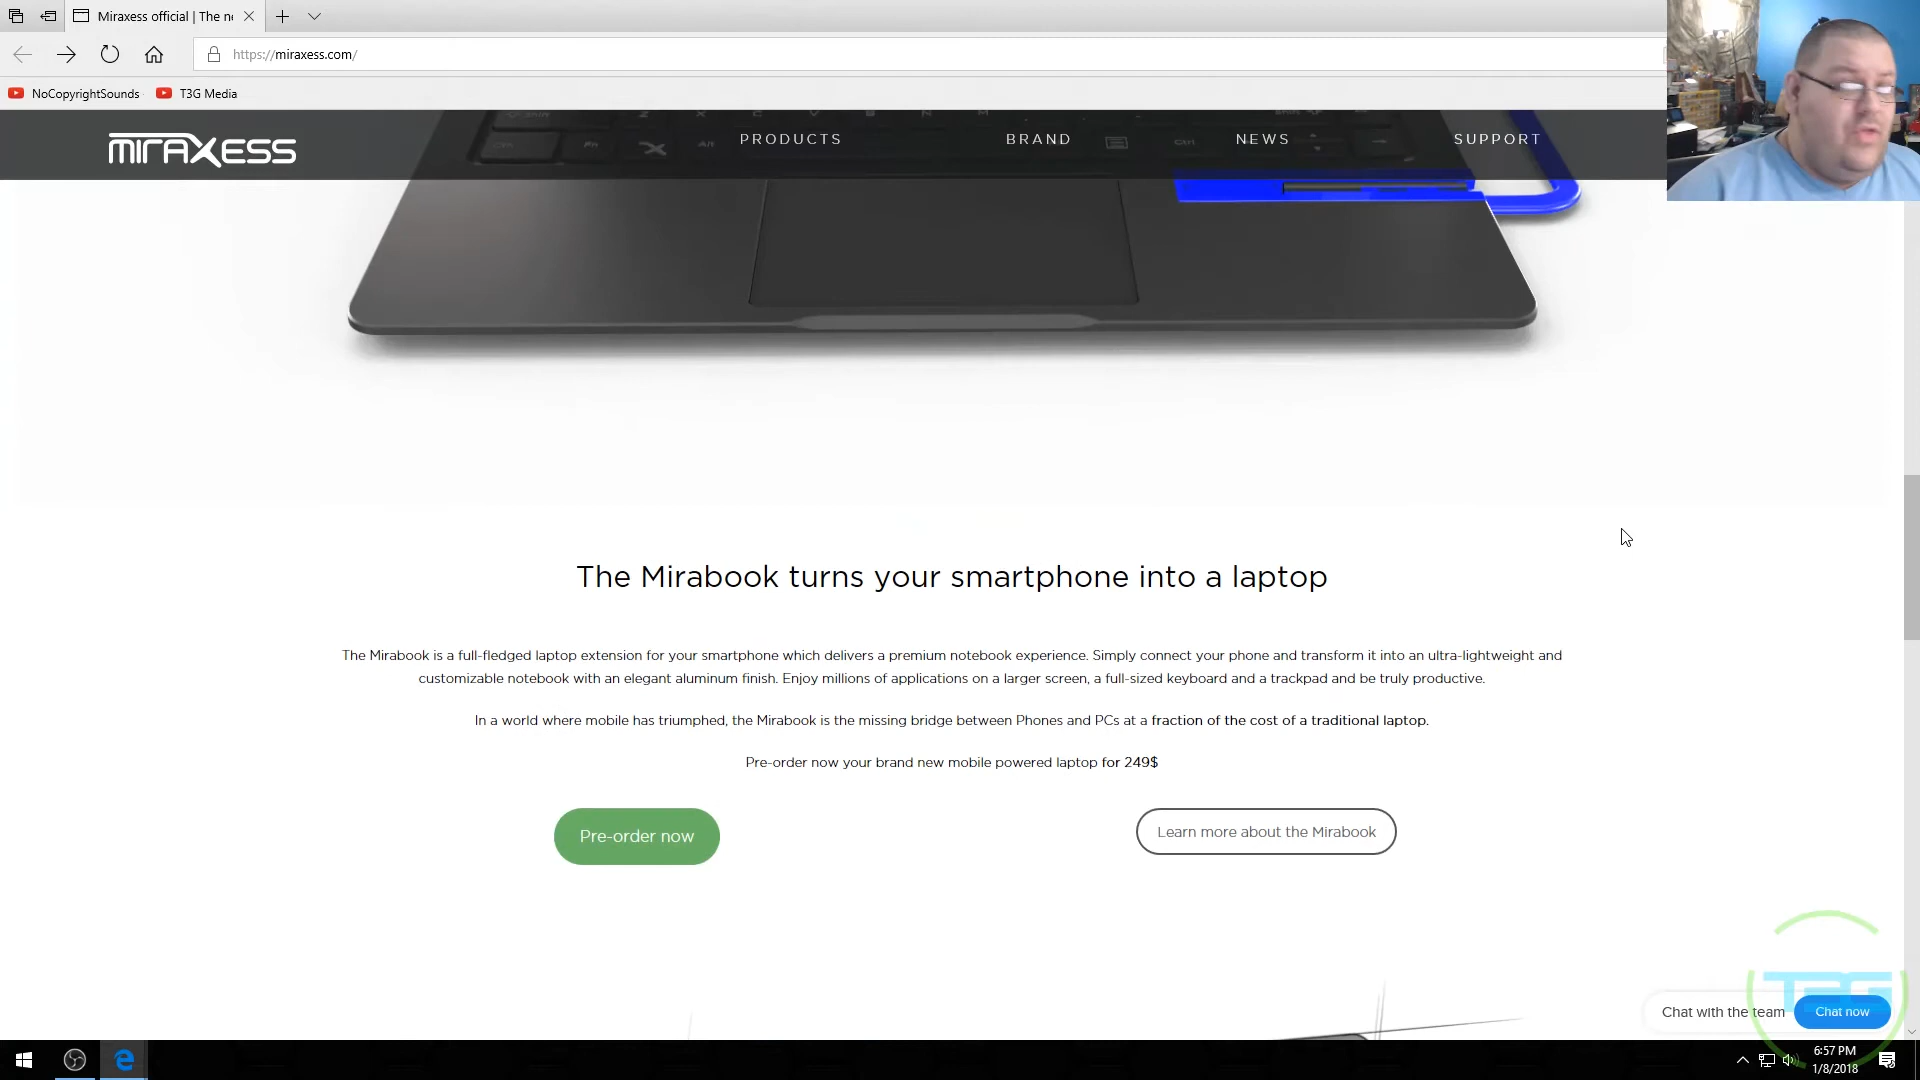 Miraxess official | The n
https://miraxess.com/
NoCopyrightSounds
T3G Media
MIRAXESS
PRODUCTS
BRAND
NEWS
SUPPORT
Alt
Ctrl
The Mirabook turns your smartphone into a laptop
The Mirabook is a full-fledged laptop extension for your smartphone which delivers a premium notebook experience. Simply connect your phone and transform it into an ultra-lightweight and
customizable notebook with an elegant aluminum finish. Enjoy millions of applications on a larger screen, a full-sized keyboard and a trackpad and be truly productive.
In a world where mobile has triumphed, the Mirabook is the missing bridge between Phones and PCs at a fraction of the cost of a traditional laptop.
Pre-order now your brand new mobile powered laptop for 249$
Pre-order now
Learn more about the Mirabook
T3G
Chat with the team
Chat now
6:57 PM
1/8/2018